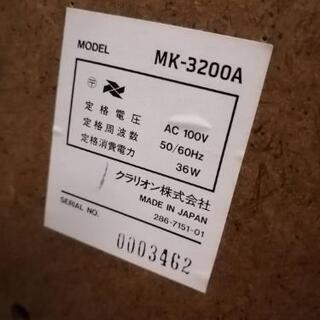 MODEL MK-3200A
〒
定格電圧 AC 100V
定格周波数 50/60Hz
定格消費電力 36W
クラリオン株式会社
MADE IN JAPAN
286-7151-01
SERIAL NO. 0003462